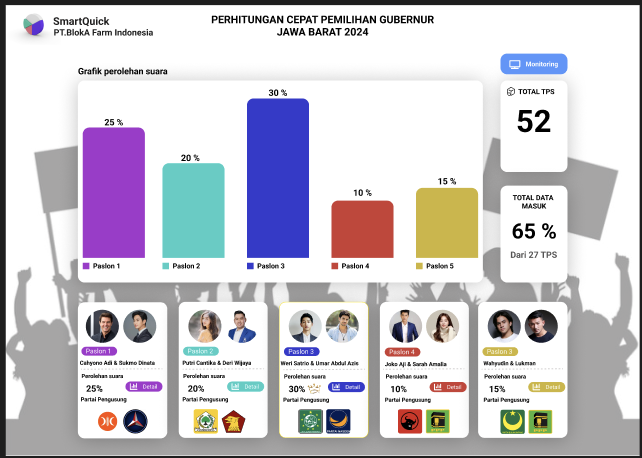 SmartQuick
PT.BlokA Farm Indonesia
PERHITUNGAN CEPAT PEMILIHAN GUBERNUR
JAWA BARAT 2024
Monitoring
Grafik perolehan suara
25 %
20 %
30 %
10 %
15 %
Paslon 1
Paslon 2
Paslon 3
Paslon 4
Paslon 5
TOTAL TPS
52
TOTAL DATA
MASUK
65 %
Dari 27 TPS
Paslon 1
Cahyono Adi & Sukmo Dinata
Perolehan suara
25%
Detail
Partai Pengusung
Paslon 2
Putri Cantika & Deri Wijaya
Perolehan suara
20%
Detail
Partai Pengusung
Paslon 3
Weri Satrio & Umar Abdul Azis
Perolehan suara
30%
Detail
Partai Pengusung
PARTAI NASDEM
Paslon 4
Joko Aji & Sarah Amalia
Perolehan suara
10%
Detail
Partai Pengusung
Paslon 3
Wahyudin & Lukman
Perolehan suara
15%
Detail
Partai Pengusung